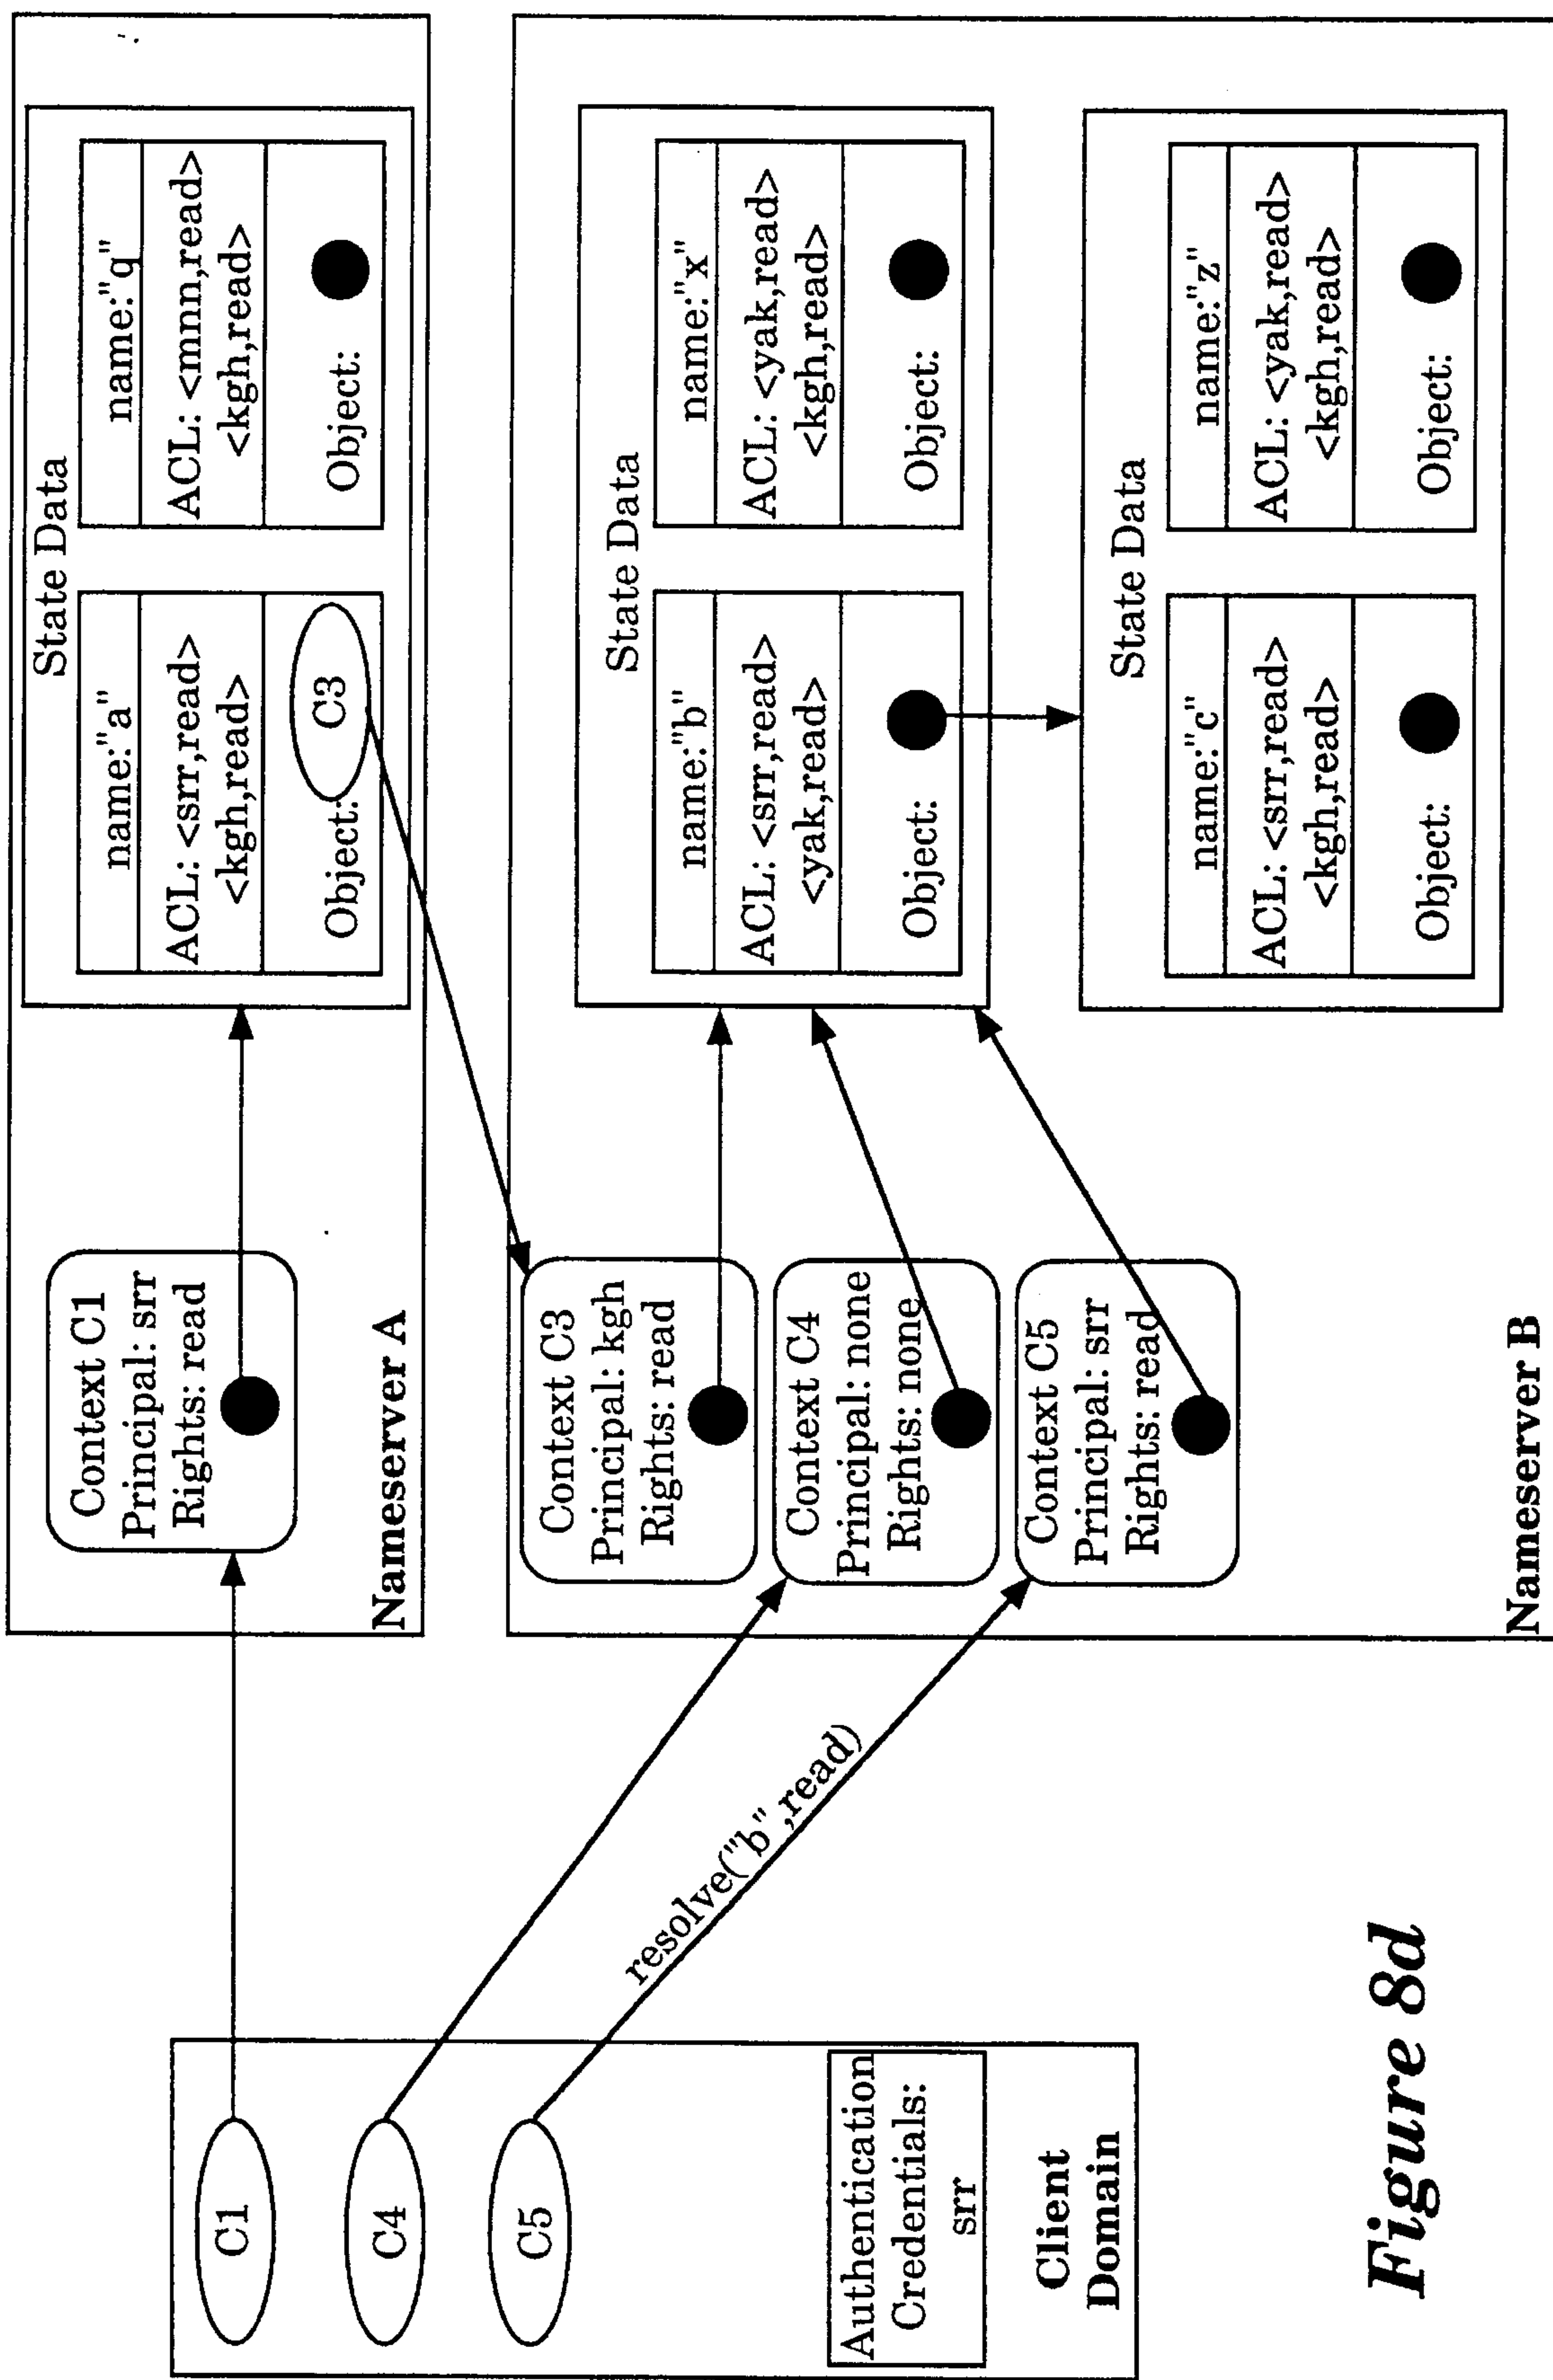 C1
C4
C5
Authentication
Credentials:
srr
Client
Domain
resolve("b",read)
Context C1
Principal: srr
Rights: read
Nameserver A
State Data
name:"a"
ACL: <srr,read>
<kgh,read>
Object:
C3
name:"q"
ACL: <mnn,read>
<kgh,read>
Object:
Context C3
Principal: kgh
Rights: read
Context C4
Principal: none
Rights: none
Context C5
Principal: srr
Rights: read
Nameserver B
State Data
name:"b"
ACL: <srr,read>
<yak,read>
Object:
name:"x"
ACL: <yak,read>
<kgh,read>
Object:
State Data
name:"c"
ACL: <srr,read>
<kgh,read>
Object:
name:"z"
ACL: <yak,read>
<kgh,read>
Object:
Figure 8d